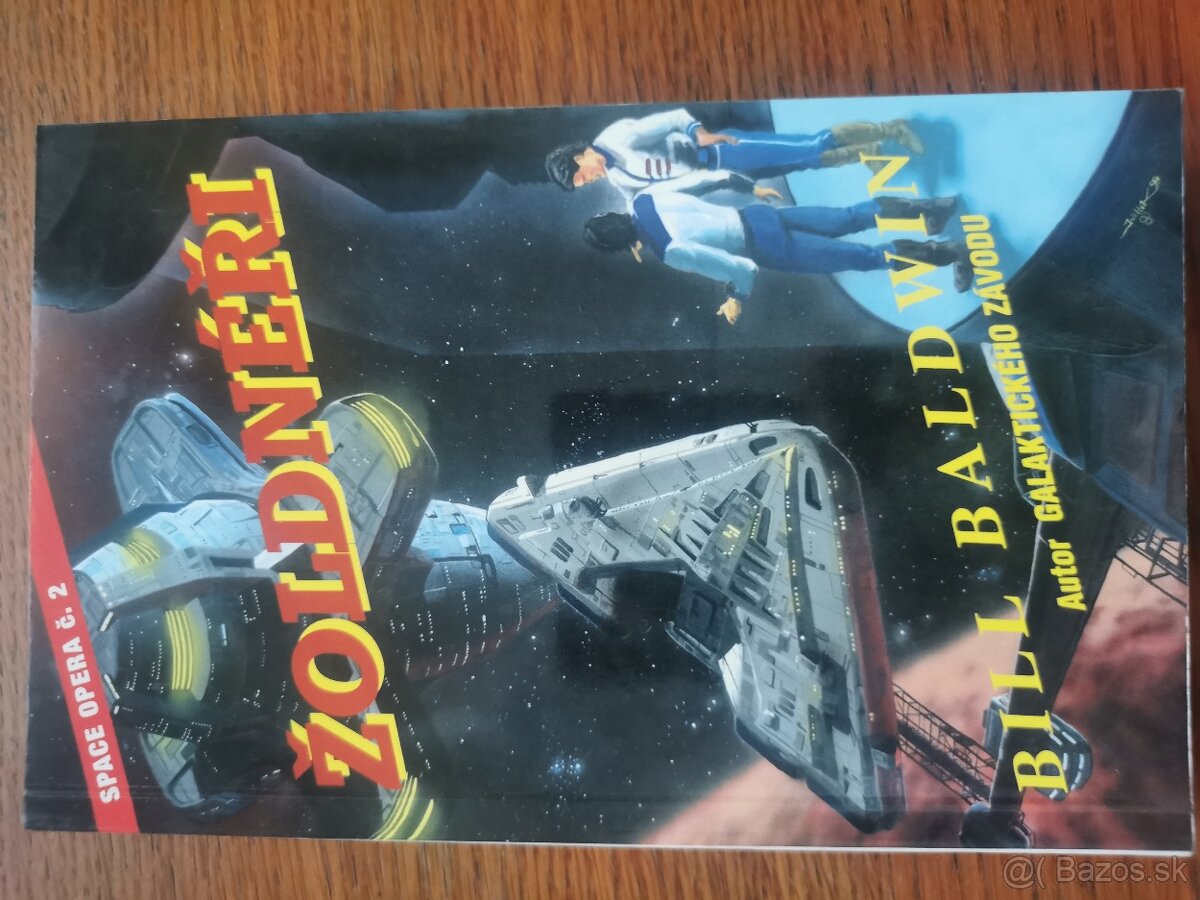 SPACE OPERA č. 2
ŽOLDNÉŘI
BILL BALDWIN
Autor GALAKTICKÉHO ZÁVODU
@( Bazos.sk